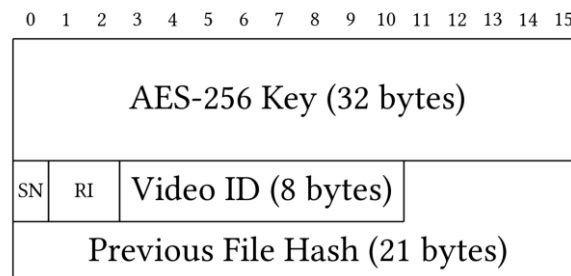 0 1 2 3 4 5 6 7 8 9 10 11 12 13 14 15
AES-256 Key (32 bytes)
SN RI Video ID (8 bytes)
Previous File Hash (21 bytes)